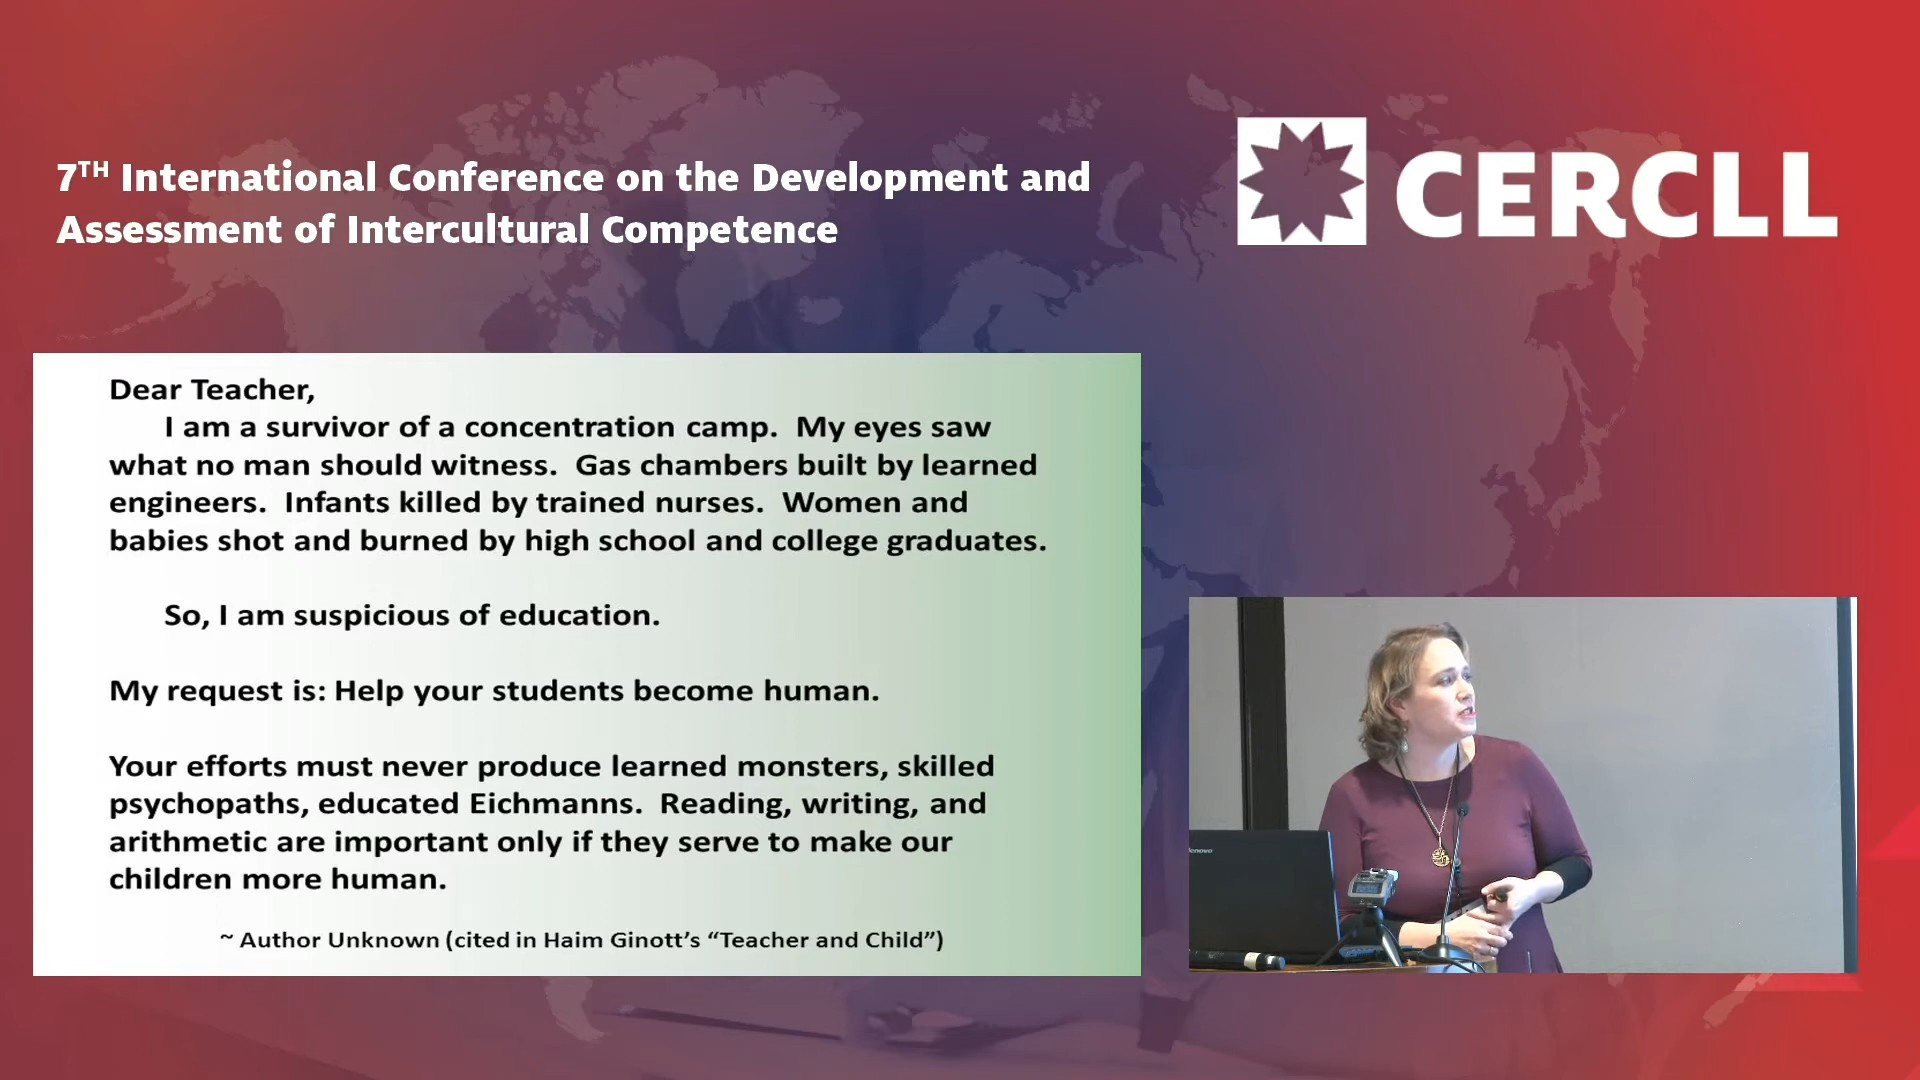 7TH International Conference on the Development and
Assessment of Intercultural Competence
CERCLL
Dear Teacher,
I am a survivor of a concentration camp. My eyes saw
what no man should witness. Gas chambers built by learned
engineers. Infants killed by trained nurses. Women and
babies shot and burned by high school and college graduates.
So, I am suspicious of education.
My request is: Help your students become human.
Your efforts must never produce learned monsters, skilled
psychopaths, educated Eichmanns. Reading, writing, and
arithmetic are important only if they serve to make our
children more human.
~ Author Unknown (cited in Haim Ginott’s “Teacher and Child”)
lenovo